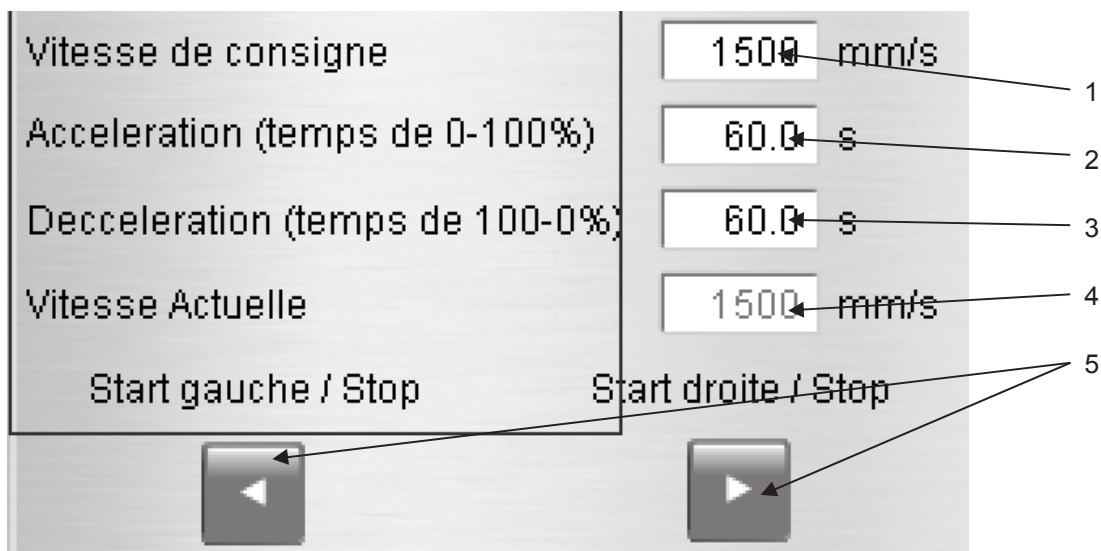 Vitesse de consigne 1500 mm/s
1
Acceleration (temps de 0-100%) 60.0 s
2
Decceleration (temps de 100-0%) 60.0 s
3
Vitesse Actuelle 1500 mm/s
4
Start gauche / Stop Start droite / Stop
5